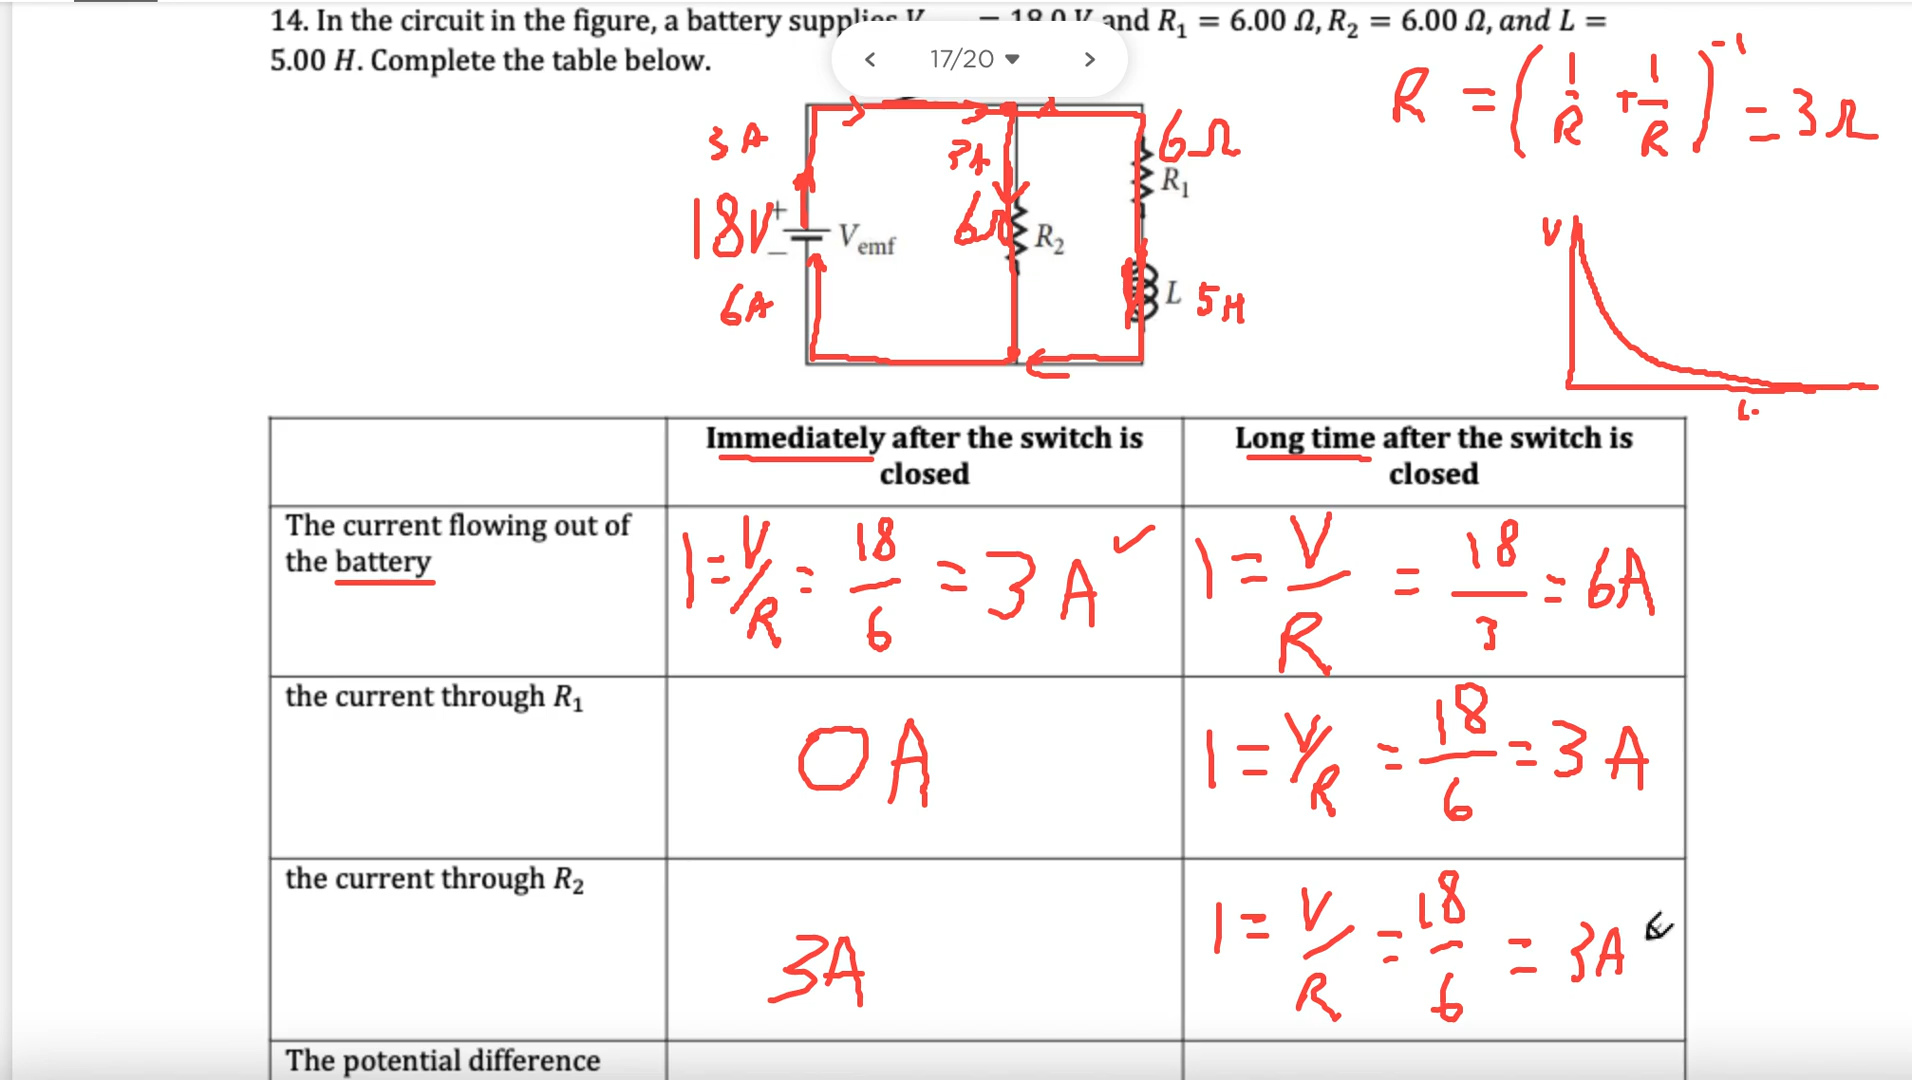 14. In the circuit in the figure, a battery supplies V = 18.0 V and R₁ = 6.00 Ω, R₂ = 6.00 Ω, and L =
5.00 H. Complete the table below.
17/20
R = (1/R + 1/R)⁻¹ = 3Ω
3A
18V
+
−
6A
Vemf
6Ω
R₂
6Ω
R₁
L
5H
V
Immediately after the switch is
closed
Long time after the switch is
closed
The current flowing out of
the battery
I = V/R = 18/6 = 3 A ✓
I = V/R = 18/3 = 6A
the current through R₁
0A
I = V/R = 18/6 = 3 A
the current through R₂
3A
I = V/R = 18/6 = 3A
The potential difference